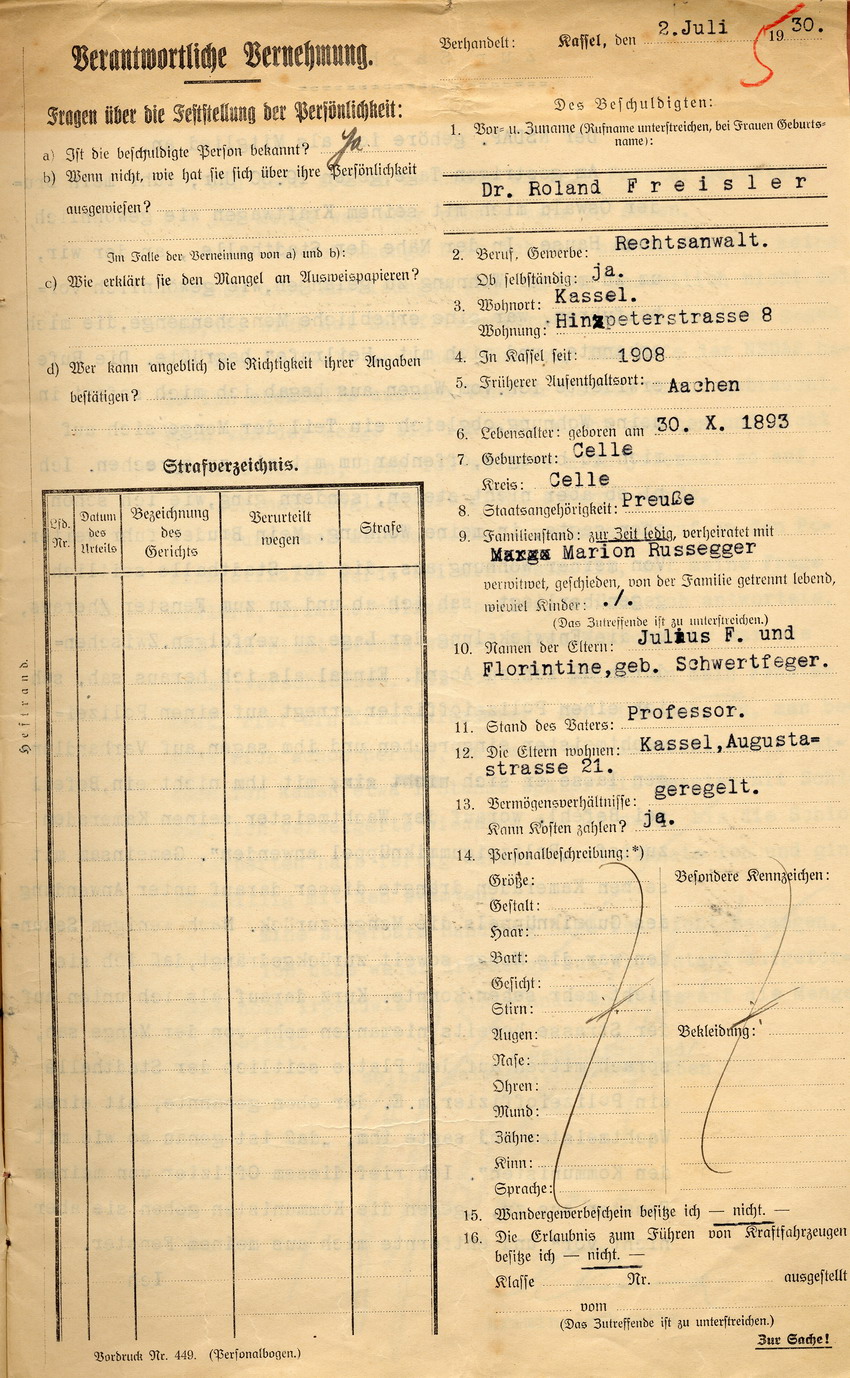 Verantwortliche Vernehmung.
Fragen über die Feststellung der Persönlichkeit:
a) Ist die beschuldigte Person bekannt? Ja
b) Wenn nicht, wie hat sie sich über ihre Persönlichkeit
ausgewiesen?
Im Falle der Verneinung von a) und b):
c) Wie erklärt sie den Mangel an Ausweispapieren?
d) Wer kann angeblich die Richtigkeit ihrer Angaben
bestätigen?
Strafverzeichnis.
Lfd. Nr.
Datum des Urteils
Bezeichnung des Gerichts
Verurteilt wegen
Strafe
Heftrand.
Vordruck Nr. 449. (Personalbogen.)
Verhandelt: Kassel, den 2.Juli 1930.
5
Des Beschuldigten:
1. Vor- u. Zuname (Rufname unterstreichen, bei Frauen Geburts-
name):
Dr. Roland F r e i s l e r
2. Beruf, Gewerbe: Rechtsanwalt.
Ob selbständig: ja.
3. Wohnort: Kassel.
Wohnung: Hinzpeterstrasse 8
4. In Kassel seit: 1908
5. Früherer Aufenthaltsort: Aachen
6. Lebensalter: geboren am 30. X. 1893
7. Geburtsort: Celle
Kreis: Celle
8. Staatsangehörigkeit: Preuße
9. Familienstand: zur Zeit ledig, verheiratet mit
Marion Russegger
verwitwet, geschieden, von der Familie getrennt lebend,
wieviel Kinder: ./.
(Das Zutreffende ist zu unterstreichen.)
10. Namen der Eltern: Julius F. und
Florintine,geb. Schwertfeger.
11. Stand des Vaters: Professor.
12. Die Eltern wohnen: Kassel,Augusta=
strasse 21.
13. Vermögensverhältnisse: geregelt.
Kann Kosten zahlen? ja.
14. Personalbeschreibung:*)
Größe:
Gestalt:
Haar:
Bart:
Gesicht:
Stirn:
Augen:
Nase:
Ohren:
Mund:
Zähne:
Kinn:
Sprache:
Besondere Kennzeichen:
Bekleidung:
15. Wandergewerbeschein besitze ich — nicht. —
16. Die Erlaubnis zum Führen von Kraftfahrzeugen
besitze ich — nicht. —
Klasse Nr. ausgestellt
vom
(Das Zutreffende ist zu unterstreichen.)
Zur Sache!